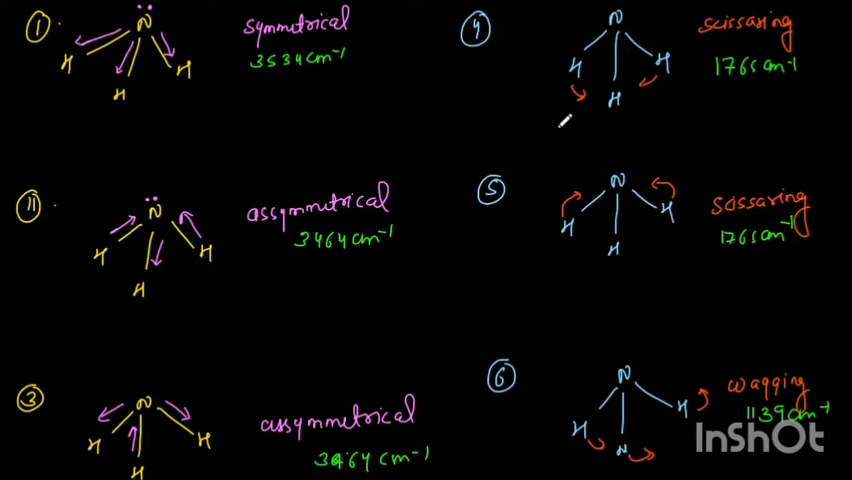 1
N
H H H
symmetrical
3534 cm-1
11
N
H H H
assymmetrical
3464 cm-1
3
N
H H H
assymmetrical
3464 cm-1
4
N
H H H
scissaring
1765 cm-1
5
N
H H H
scissaring
1765 cm-1
6
N
H N H
wagging
1139 cm-1
InShOt